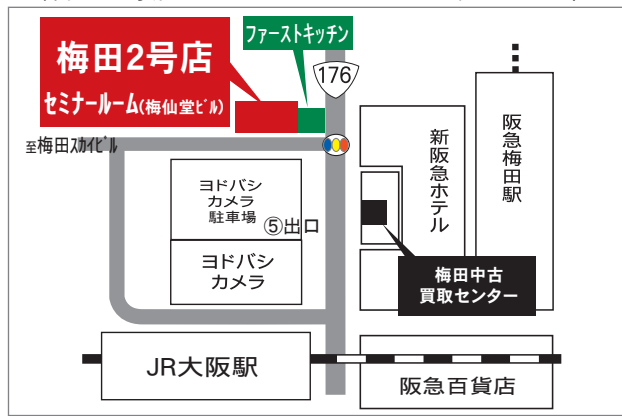 梅田2号店
セミナールーム(梅仙堂ビル)
ファーストキッチン
176
至梅田スカイビル
ヨドバシ
カメラ
駐車場
⑤出口
ヨドバシ
カメラ
新阪急ホテル
阪急梅田駅
梅田中古
買取センター
JR大阪駅
阪急百貨店